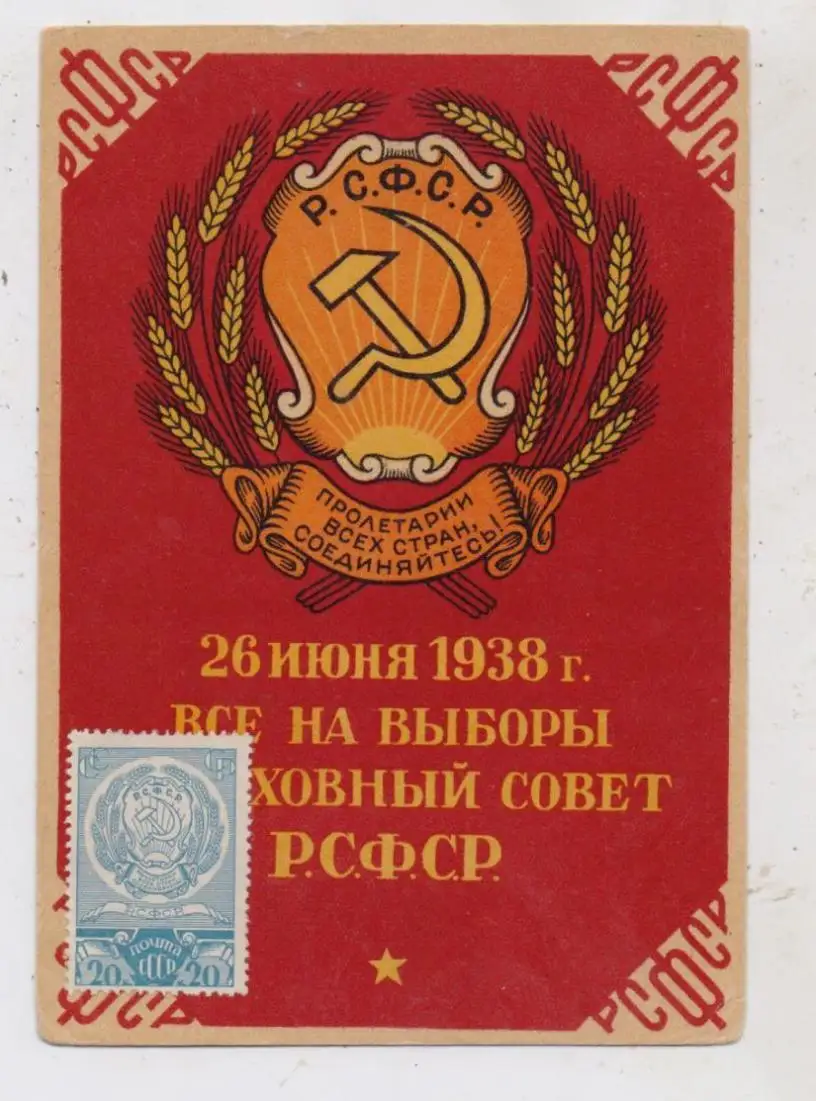 РСФСР
РСФСР
Р.С.Ф.С.Р.
ПРОЛЕТАРИИ
ВСЕХ СТРАН,
СОЕДИНЯЙТЕСЬ!
26 ИЮНЯ 1938 г.
ВСЕ НА ВЫБОРЫ
ХОВНЫЙ СОВЕТ
Р.С.Ф.С.Р.
Р.С.Ф.С.Р.
РСФСР
ПОЧТА
20 СССР 20
ФСР
РСФСР